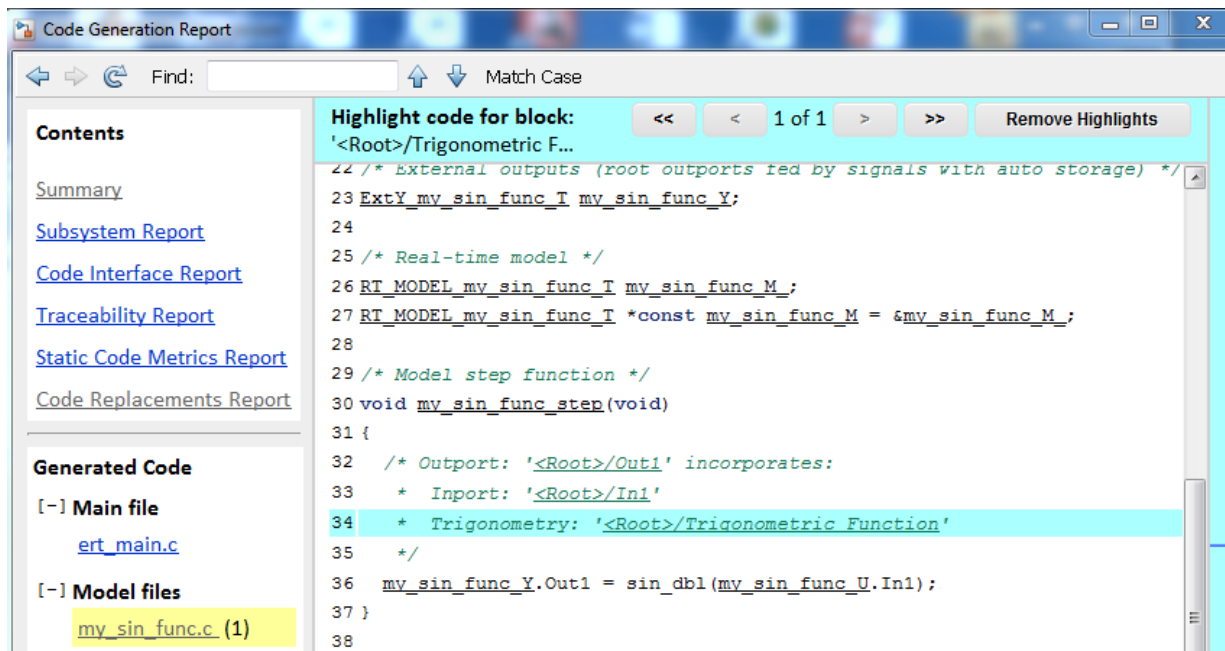 Code Generation Report
Find: Match Case
Contents
Summary
Subsystem Report
Code Interface Report
Traceability Report
Static Code Metrics Report
Code Replacements Report
Generated Code
[-] Main file
ert_main.c
[-] Model files
my_sin_func.c (1)
Highlight code for block:
'<Root>/Trigonometric F...
<< < 1 of 1 > >> Remove Highlights
22 /* External outputs (root outports fed by signals with auto storage) */
23 ExtY_my_sin_func_T my_sin_func_Y;
24
25 /* Real-time model */
26 RT_MODEL_my_sin_func_T my_sin_func_M_;
27 RT_MODEL_my_sin_func_T *const my_sin_func_M = &my_sin_func_M_;
28
29 /* Model step function */
30 void my_sin_func_step(void)
31 {
32 /* Outport: '<Root>/Out1' incorporates:
33 * Inport: '<Root>/In1'
34 * Trigonometry: '<Root>/Trigonometric Function'
35 */
36 my_sin_func_Y.Out1 = sin_dbl(my_sin_func_U.In1);
37 }
38